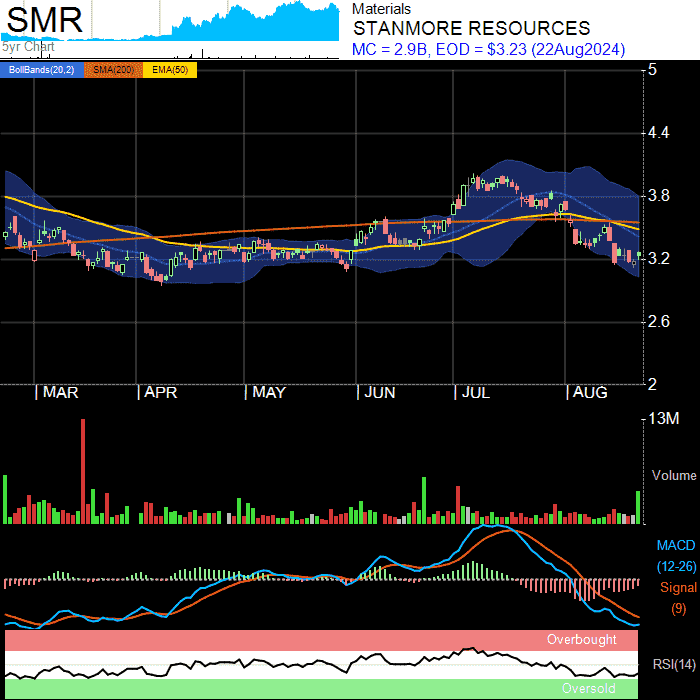 SMR
5yr Chart
Materials
STANMORE RESOURCES
MC = 2.9B, EOD = $3.23 (22Aug2024)
BollBands(20,2) SMA(200) EMA(50)
5
4.4
3.8
3.2
2.6
2
| MAR | APR | MAY | JUN | JUL | AUG
13M
Volume
MACD
(12-26)
Signal
(9)
Overbought
RSI(14)
Oversold